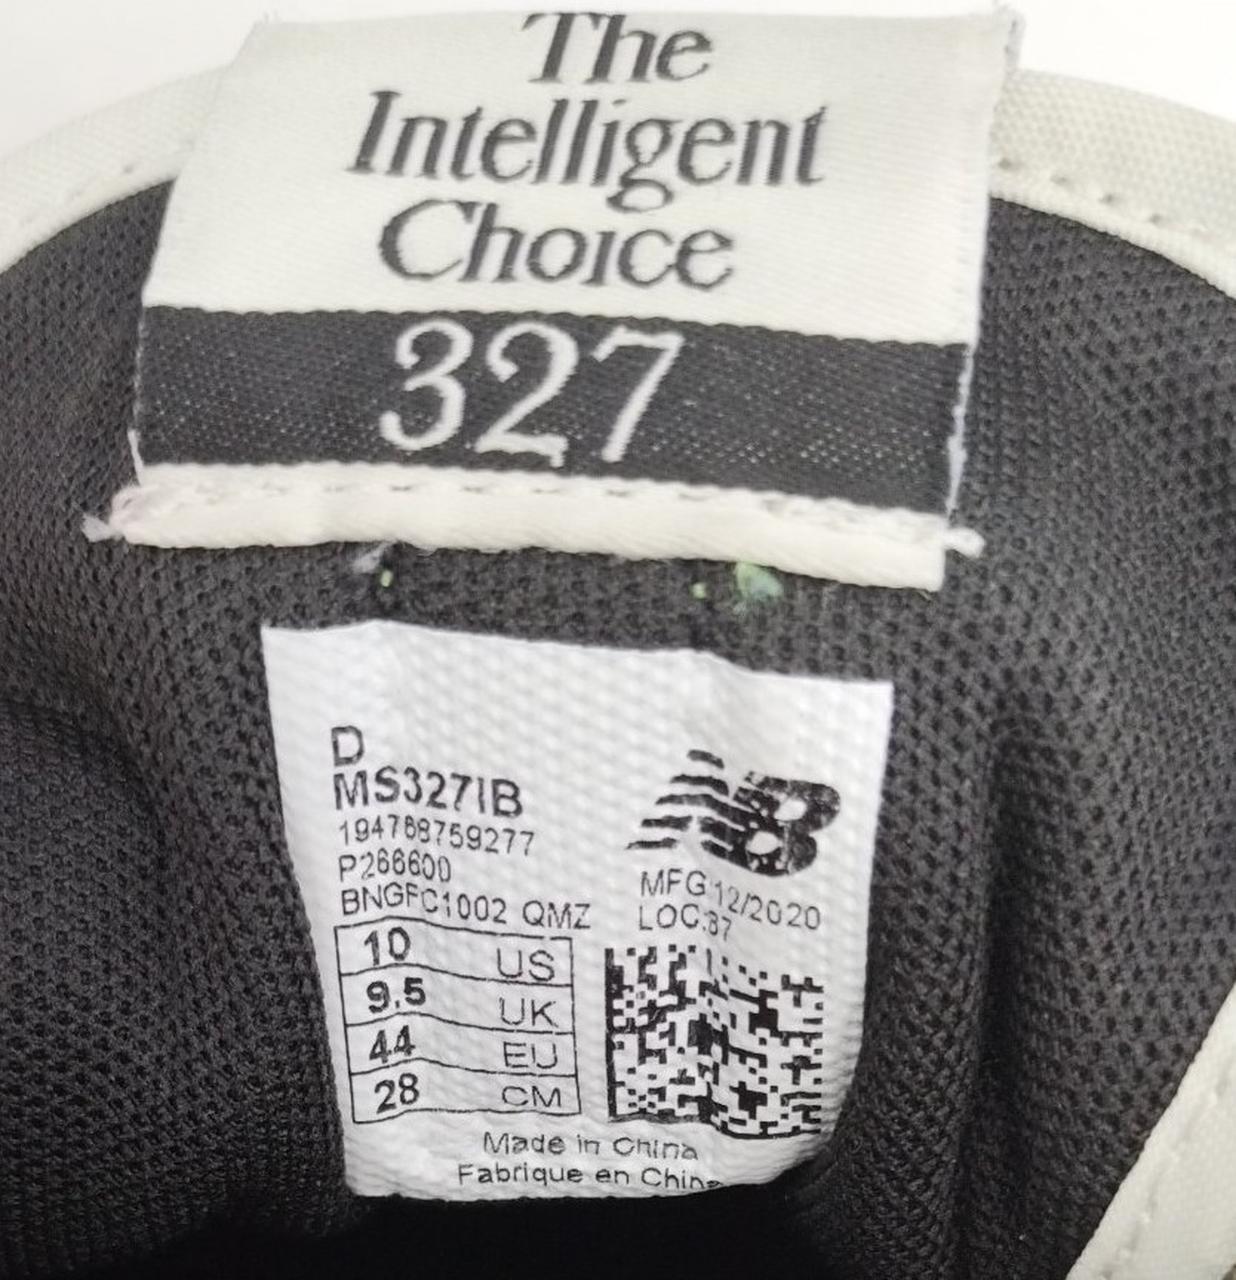 The
Intelligent
Choice
327
D
MS327IB
194768759277
P266600
BNGFC1002 QMZ
NB
MFG 12/2020
LOC:87
10 US
9.5 UK
44 EU
28 CM
Made in China
Fabrique en Chine